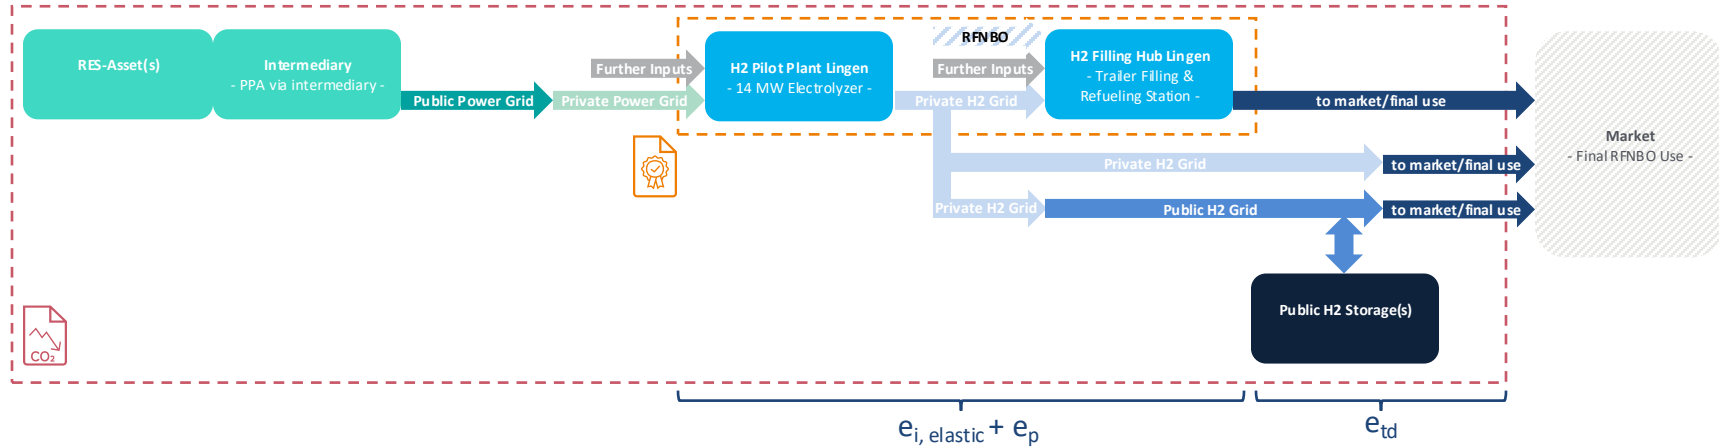 RES-Asset(s)
Intermediary
- PPA via intermediary -
Public Power Grid
Private Power Grid
Further Inputs
H2 Pilot Plant Lingen
- 14 MW Electrolyzer -
RFNBO
Further Inputs
Private H2 Grid
H2 Filling Hub Lingen
- Trailer Filling &
Refueling Station -
to market/final use
Private H2 Grid
to market/final use
Private H2 Grid
Public H2 Grid
to market/final use
Market
- Final RFNBO Use -
Public H2 Storage(s)
CO₂
e i, elastic + e p
e td